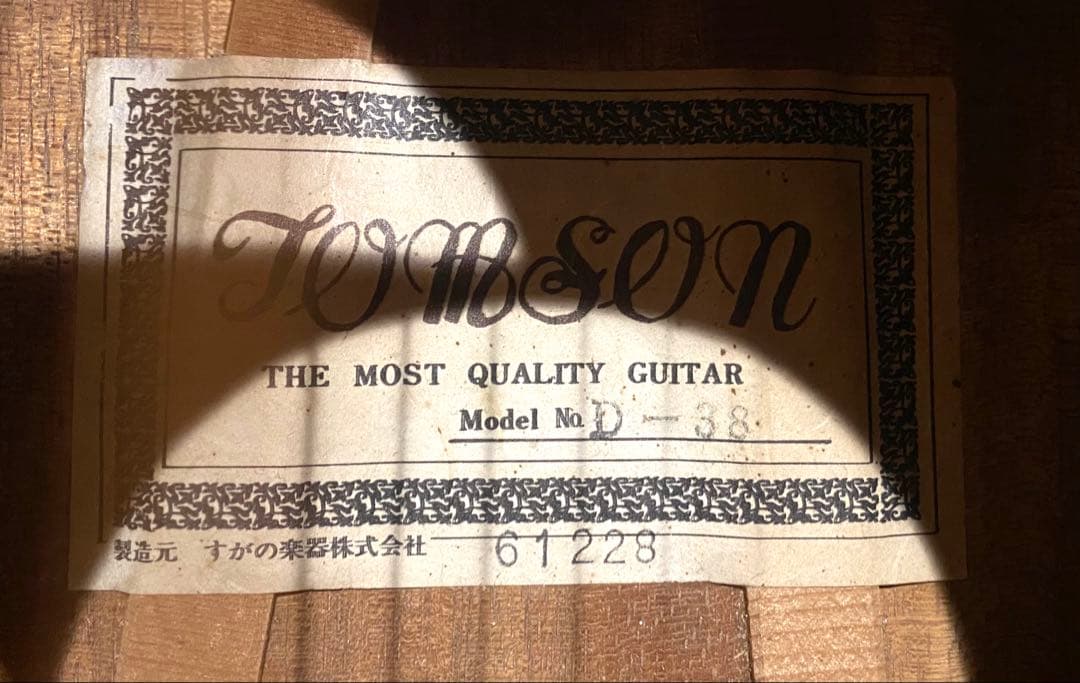 TOMSON
THE MOST QUALITY GUITAR
Model No. D-38
製造元 すがの楽器株式会社 61228